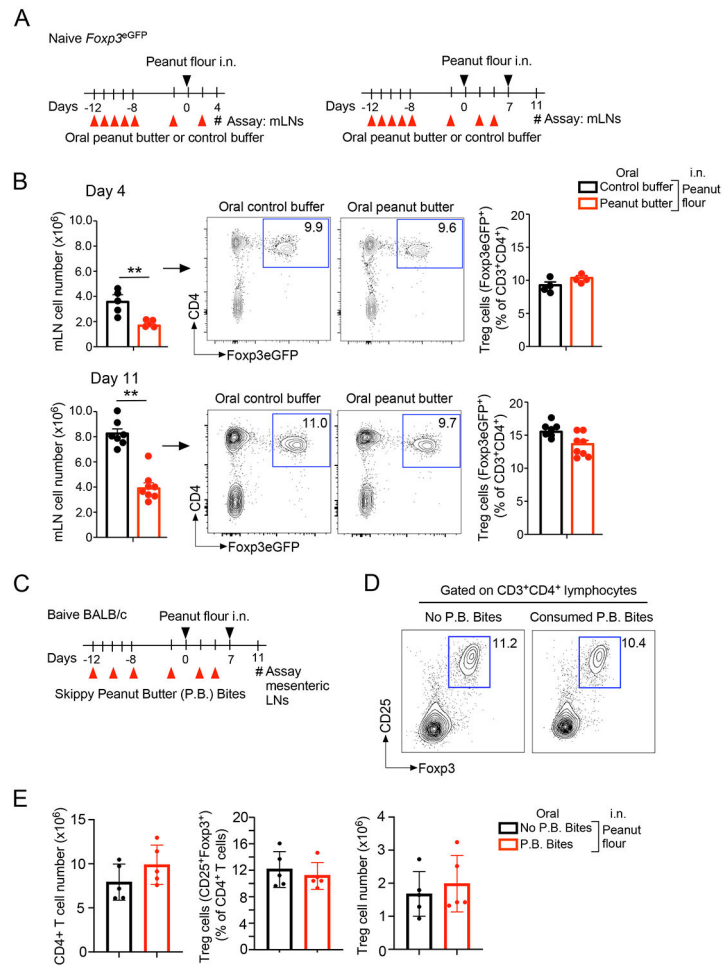 A
Naive Foxp3eGFP
Peanut flour i.n.
Days -12 -8 0 4
# Assay: mLNs
Oral peanut butter or control buffer
Peanut flour i.n.
Days -12 -8 0 7 11
# Assay: mLNs
Oral peanut butter or control buffer
B
Day 4
Oral i.n.
Control buffer
Peanut butter
Peanut
flour
mLN cell number (x10⁶)
10.0
8.0
6.0
4.0
2.0
0
**
Oral control buffer
9.9
Oral peanut butter
9.6
CD4
Foxp3eGFP
Treg cells (Foxp3eGFP⁺)
(% of CD3⁺CD4⁺)
20
15
10
5
0
Day 11
mLN cell number (x10⁶)
10.0
8.0
6.0
4.0
2.0
0
**
Oral control buffer
11.0
Oral peanut butter
9.7
CD4
Foxp3eGFP
Treg cells (Foxp3eGFP⁺)
(% of CD3⁺CD4⁺)
20
15
10
5
0
C
Baive BALB/c
Peanut flour i.n.
Days -12 -8 0 7 11
# Assay
mesenteric
LNs
Skippy Peanut Butter (P.B.) Bites
D
Gated on CD3⁺CD4⁺ lymphocytes
No P.B. Bites
11.2
Consumed P.B. Bites
10.4
CD25
Foxp3
E
CD4+ T cell number (x10⁶)
15
10
5
0
Treg cells (CD25⁺Foxp3⁺)
(% of CD4⁺ T cells)
20
16
12
8
4
0
Treg cell number (x10⁶)
4
3
2
1
0
Oral i.n.
No P.B. Bites
P.B. Bites
Peanut
flour